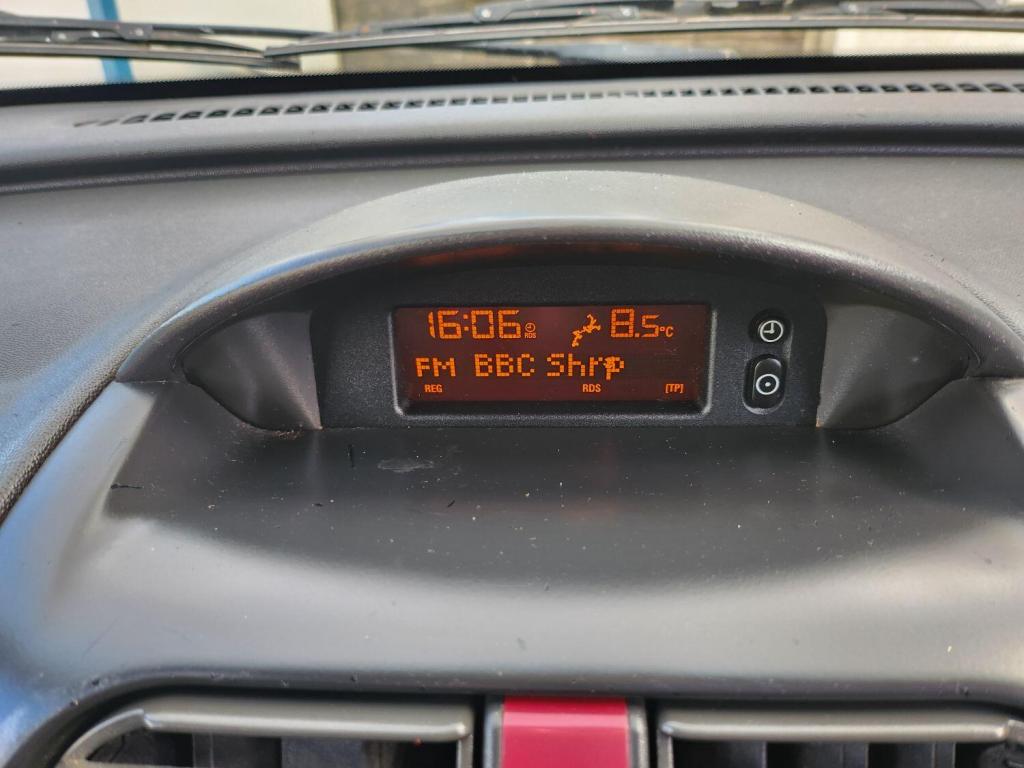 16:06 RDS 8.5°C
FM BBC Shrp
REG RDS [TP]